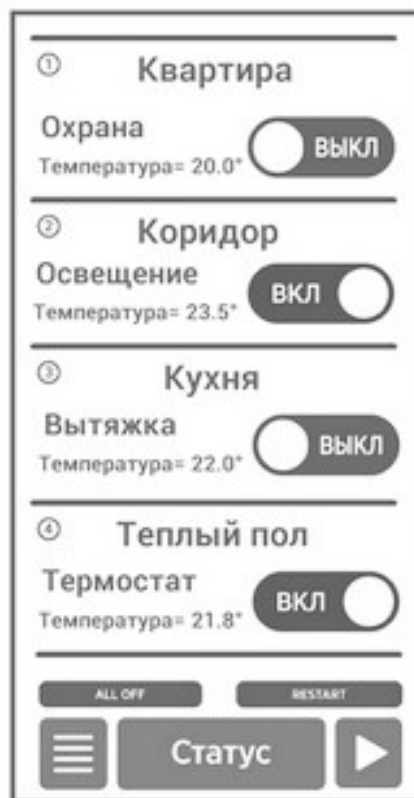 ① Квартира
Охрана
Температура= 20.0°
ВЫКЛ
② Коридор
Освещение
Температура= 23.5°
ВКЛ
③ Кухня
Вытяжка
Температура= 22.0°
ВЫКЛ
④ Теплый пол
Термостат
Температура= 21.8°
ВКЛ
ALL OFF RESTART
Статус